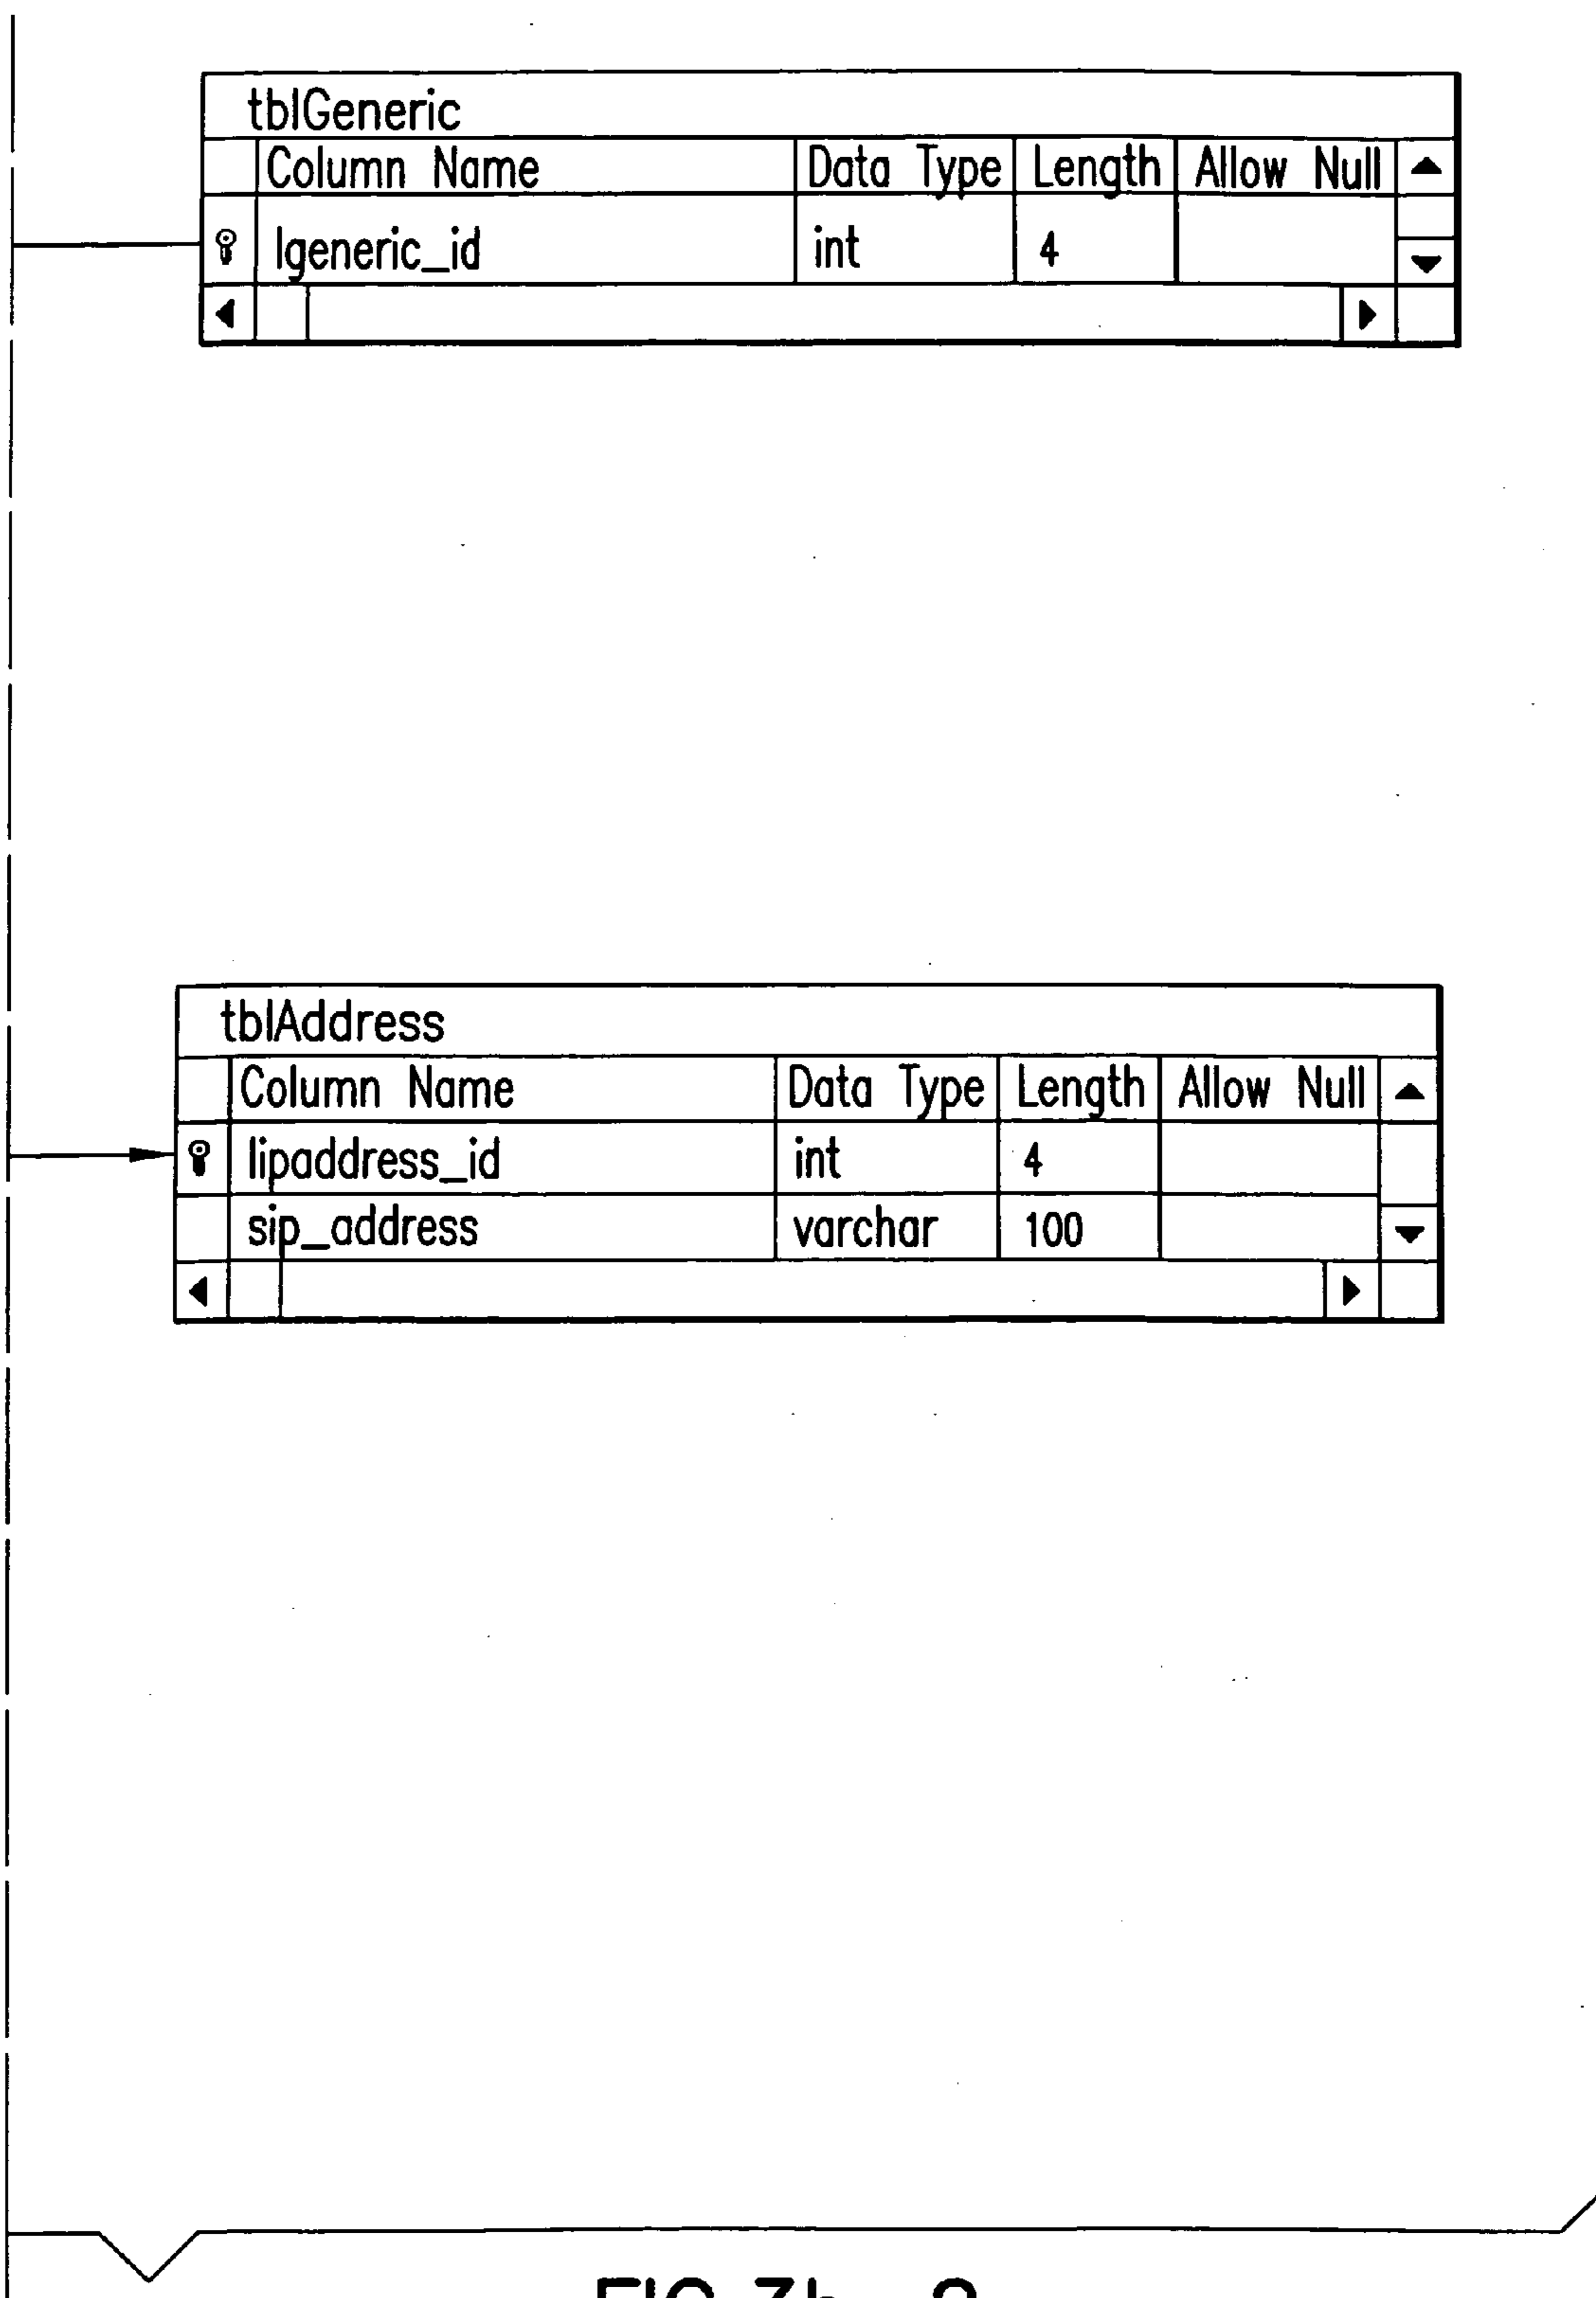 tblGeneric
Column Name Data Type Length Allow Null
lgeneric_id int 4
tblAddress
Column Name Data Type Length Allow Null
lipaddress_id int 4
sip_address varchar 100